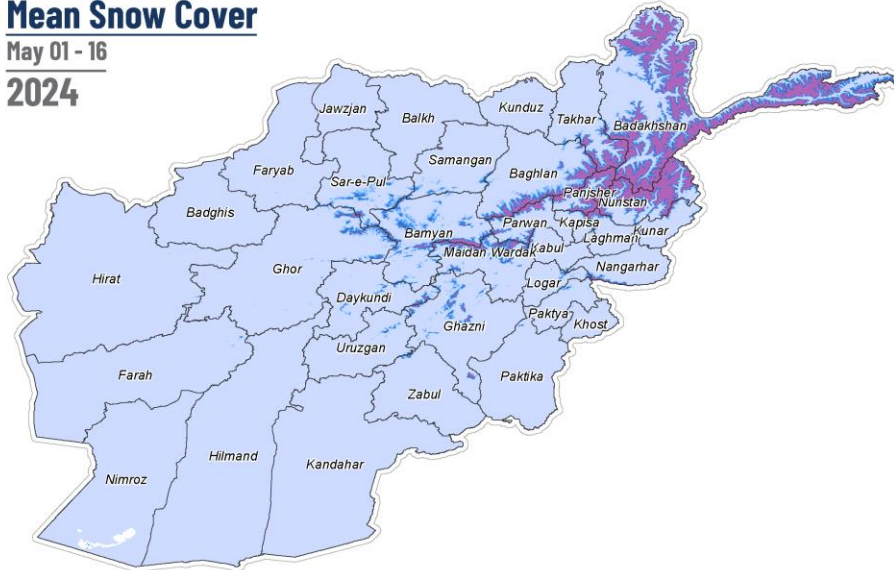 Mean Snow Cover
May 01 - 16
2024
Jawzjan
Balkh
Kunduz
Takhar
Badakhshan
Faryab
Sar-e-Pul
Samangan
Baghlan
Panjsher
Nuristan
Badghis
Bamyan
Parwan
Kapisa
Kunar
Laghman
Hirat
Ghor
Maidan Wardak
Kabul
Nangarhar
Logar
Daykundi
Ghazni
Paktya
Khost
Uruzgan
Farah
Zabul
Paktika
Nimroz
Hilmand
Kandahar